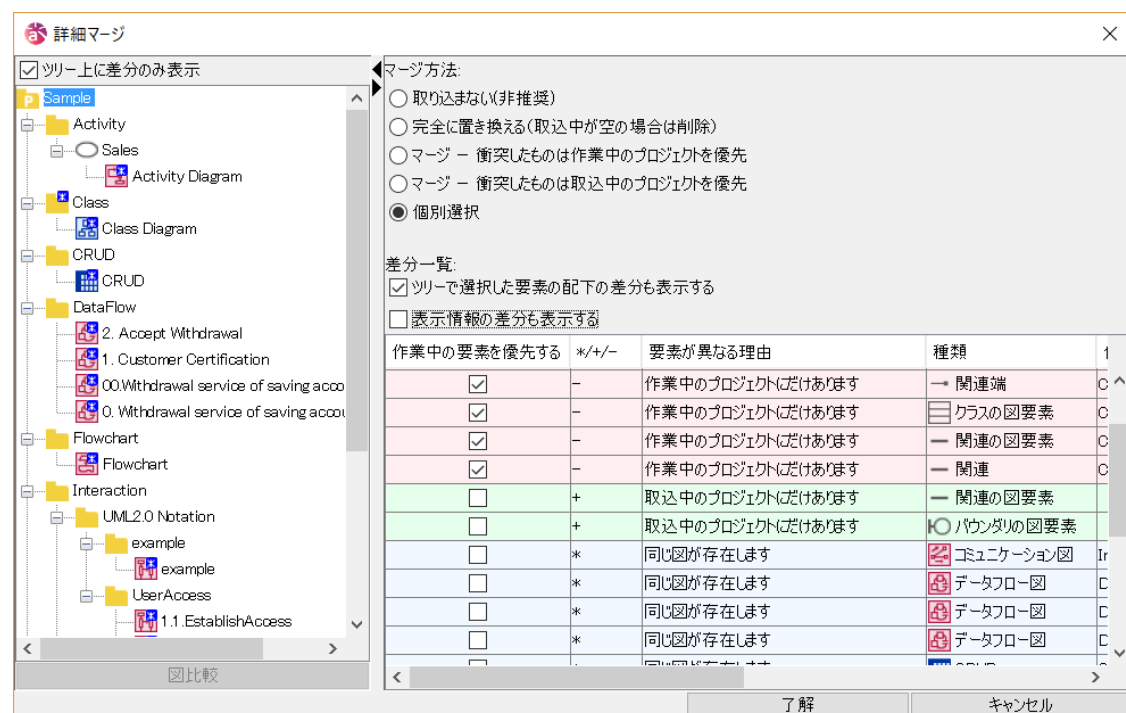 詳細マージ
ツリー上に差分のみ表示
Sample
Activity
Sales
Activity Diagram
Class
Class Diagram
CRUD
CRUD
DataFlow
2. Accept Withdrawal
1. Customer Certification
00.Withdrawal service of saving acco
0. Withdrawal service of saving accou
Flowchart
Flowchart
Interaction
UML2.0 Notation
example
example
UserAccess
1.1.EstablishAccess
図比較
マージ方法:
取り込まない(非推奨)
完全に置き換える(取込中が空の場合は削除)
マージ － 衝突したものは作業中のプロジェクトを優先
マージ － 衝突したものは取込中のプロジェクトを優先
個別選択
差分一覧:
ツリーで選択した要素の配下の差分も表示する
表示情報の差分も表示する
作業中の要素を優先する */+/- 要素が異なる理由 種類
- 作業中のプロジェクトにだけあります 関連端 C
- 作業中のプロジェクトにだけあります クラスの図要素 C
- 作業中のプロジェクトにだけあります 関連の図要素 C
- 作業中のプロジェクトにだけあります 関連 C
+ 取込中のプロジェクトにだけあります 関連の図要素
+ 取込中のプロジェクトにだけあります バウンダリの図要素
* 同じ図が存在します コミュニケーション図 In
* 同じ図が存在します データフロー図 D
* 同じ図が存在します データフロー図 D
* 同じ図が存在します データフロー図 D
了解 キャンセル